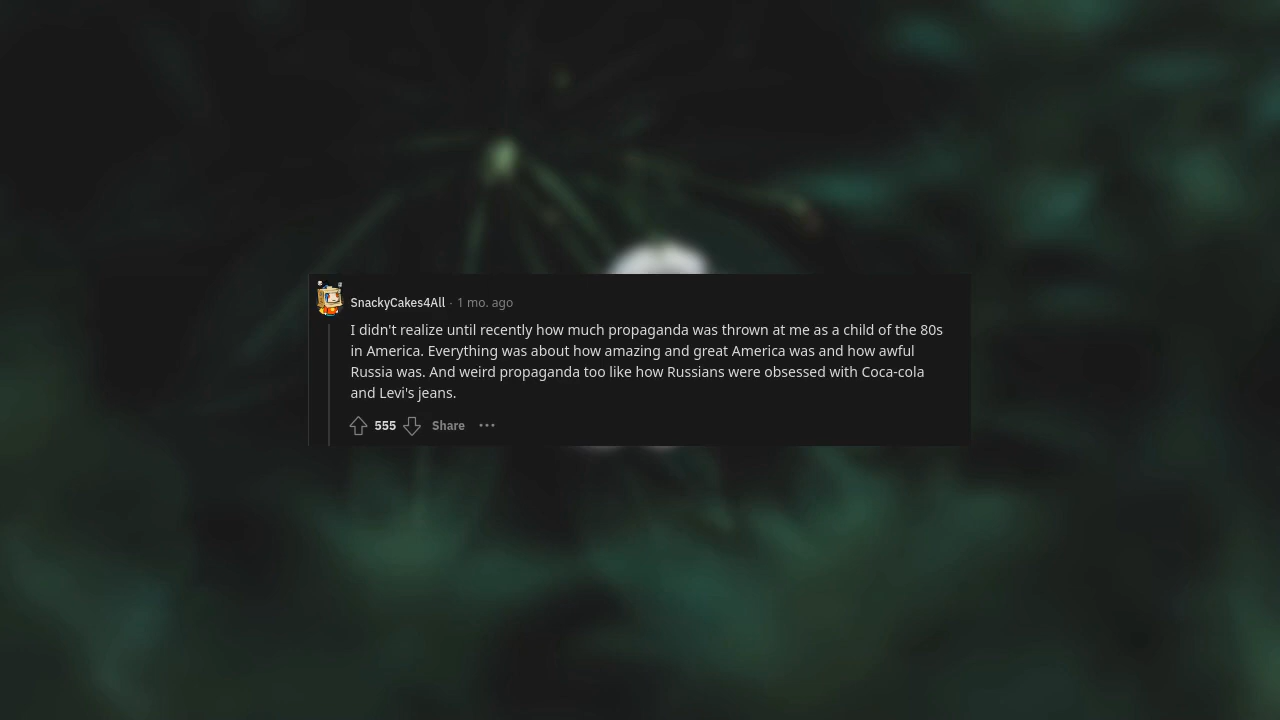 SnackyCakes4All · 1 mo. ago
I didn't realize until recently how much propaganda was thrown at me as a child of the 80s
in America. Everything was about how amazing and great America was and how awful
Russia was. And weird propaganda too like how Russians were obsessed with Coca-cola
and Levi's jeans.
555 Share ···